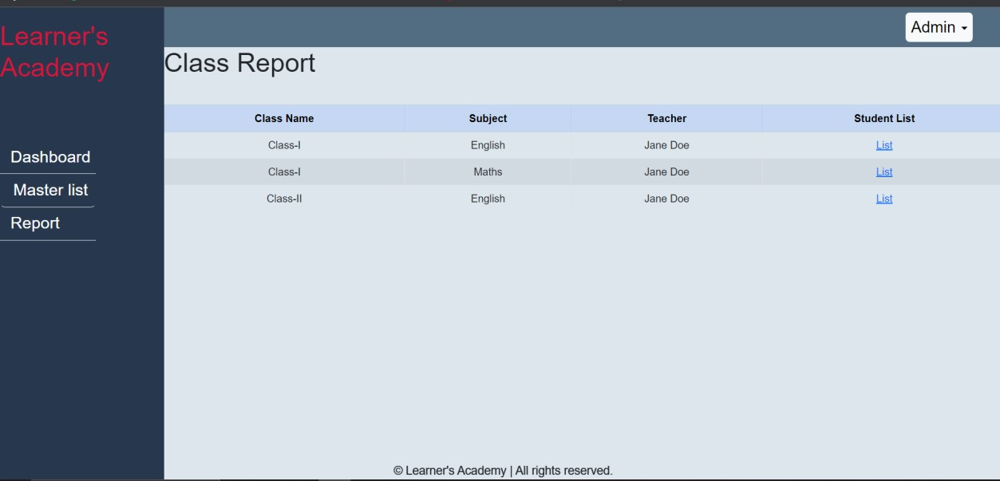 Learner's
Academy
Admin
Class Report
Class Name Subject Teacher Student List
Class-I English Jane Doe List
Class-I Maths Jane Doe List
Class-II English Jane Doe List
Dashboard
Master list
Report
© Learner's Academy | All rights reserved.